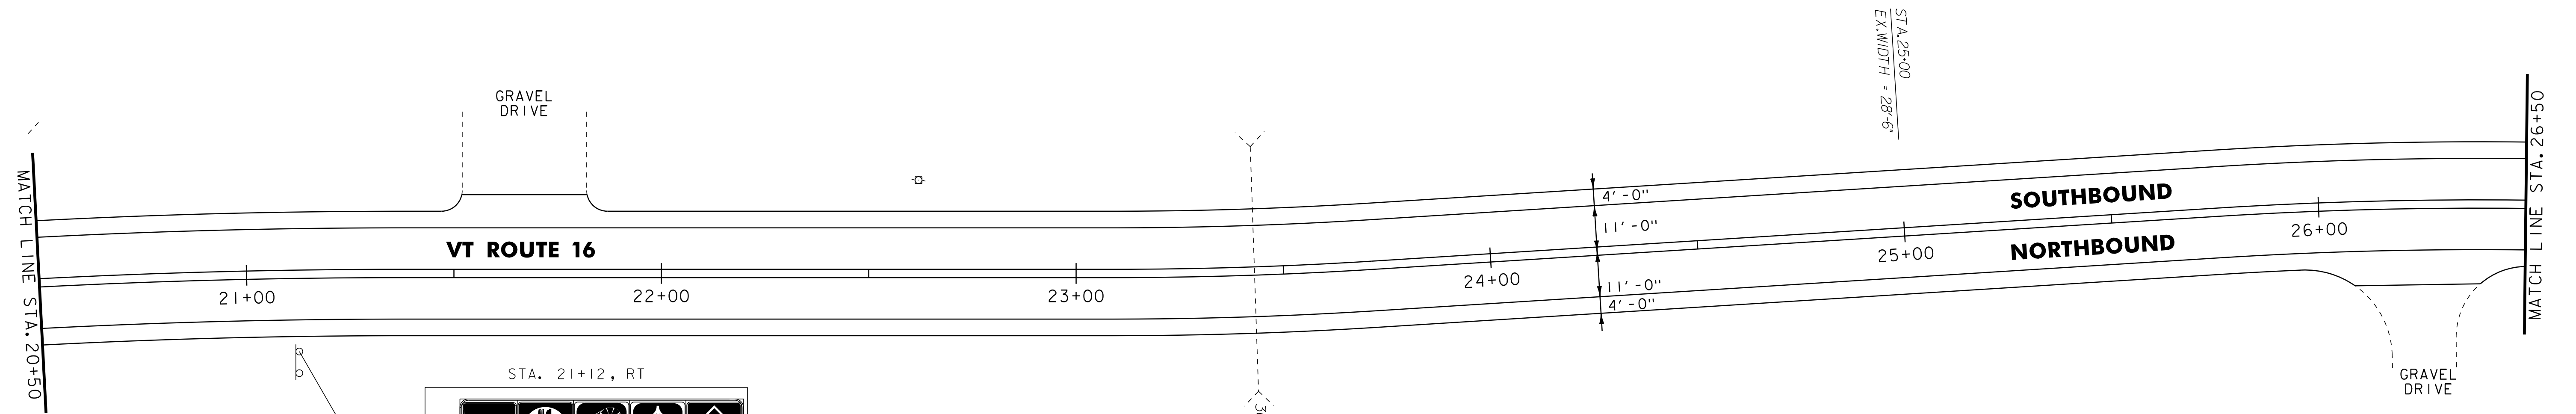 GRAVEL
DRIVE
STA.25+00
EX.WIDTH = 28'-6"
MATCH LINE STA.20+50
MATCH LINE STA.26+50
VT ROUTE 16
4'-0"
11'-0"
11'-0"
4'-0"
SOUTHBOUND
NORTHBOUND
21+00
22+00
23+00
24+00
25+00
26+00
STA. 21+12, RT
GRAVEL
DRIVE